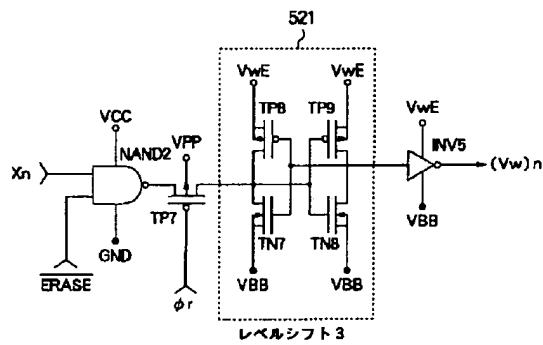 521
VwE
VwE
TP8
TP9
VCC
NAND2
VPP
VwE
INV5
Xn
(Vw)n
TP7
TN7
TN8
VBB
GND
ERASE
φr
VBB
VBB
レベルシフト3